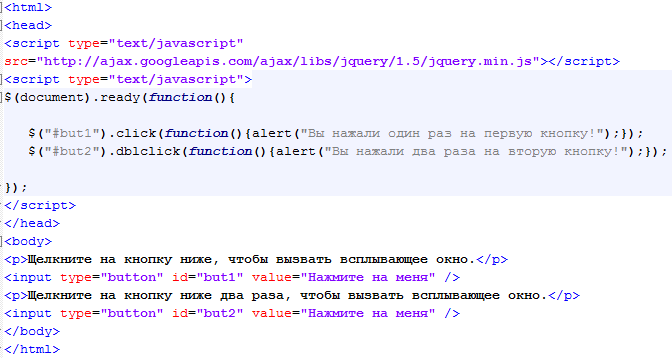 <html>
<head>
<script type="text/javascript"
src="http://ajax.googleapis.com/ajax/libs/jquery/1.5/jquery.min.js"></script>
<script type="text/javascript">
$(document).ready(function(){
$("#but1").click(function(){alert("Вы нажали один раз на первую кнопку!");});
$("#but2").dblclick(function(){alert("Вы нажали два раза на вторую кнопку!");});
});
</script>
</head>
<body>
<p>Щелкните на кнопку ниже, чтобы вызвать всплывающее окно.</p>
<input type="button" id="but1" value="Нажмите на меня" />
<p>Щелкните на кнопку ниже два раза, чтобы вызвать всплывающее окно.</p>
<input type="button" id="but2" value="Нажмите на меня" />
</body>
</html>